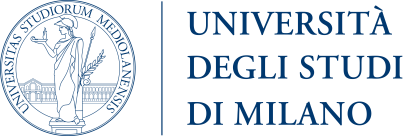 UNIVERSITAS STUDIORUM MEDIOLANENSIS
UNIVERSITÀ
DEGLI STUDI
DI MILANO